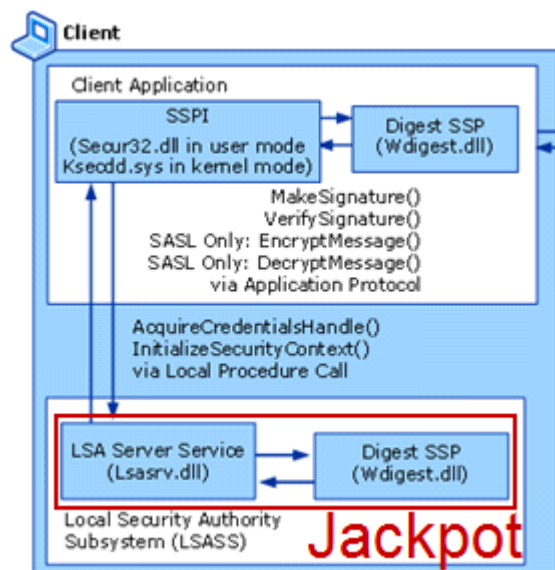 Client
Client Application
SSPI
(Secur32.dll in user mode
Ksecdd.sys in kernel mode)
Digest SSP
(Wdigest.dll)
MakeSignature()
VerifySignature()
SASL Only: EncryptMessage()
SASL Only: DecryptMessage()
via Application Protocol
AcquireCredentialsHandle()
InitializeSecurityContext()
via Local Procedure Call
LSA Server Service
(Lsasrv.dll)
Digest SSP
(Wdigest.dll)
Local Security Authority
Subsystem (LSASS)
Jackpot